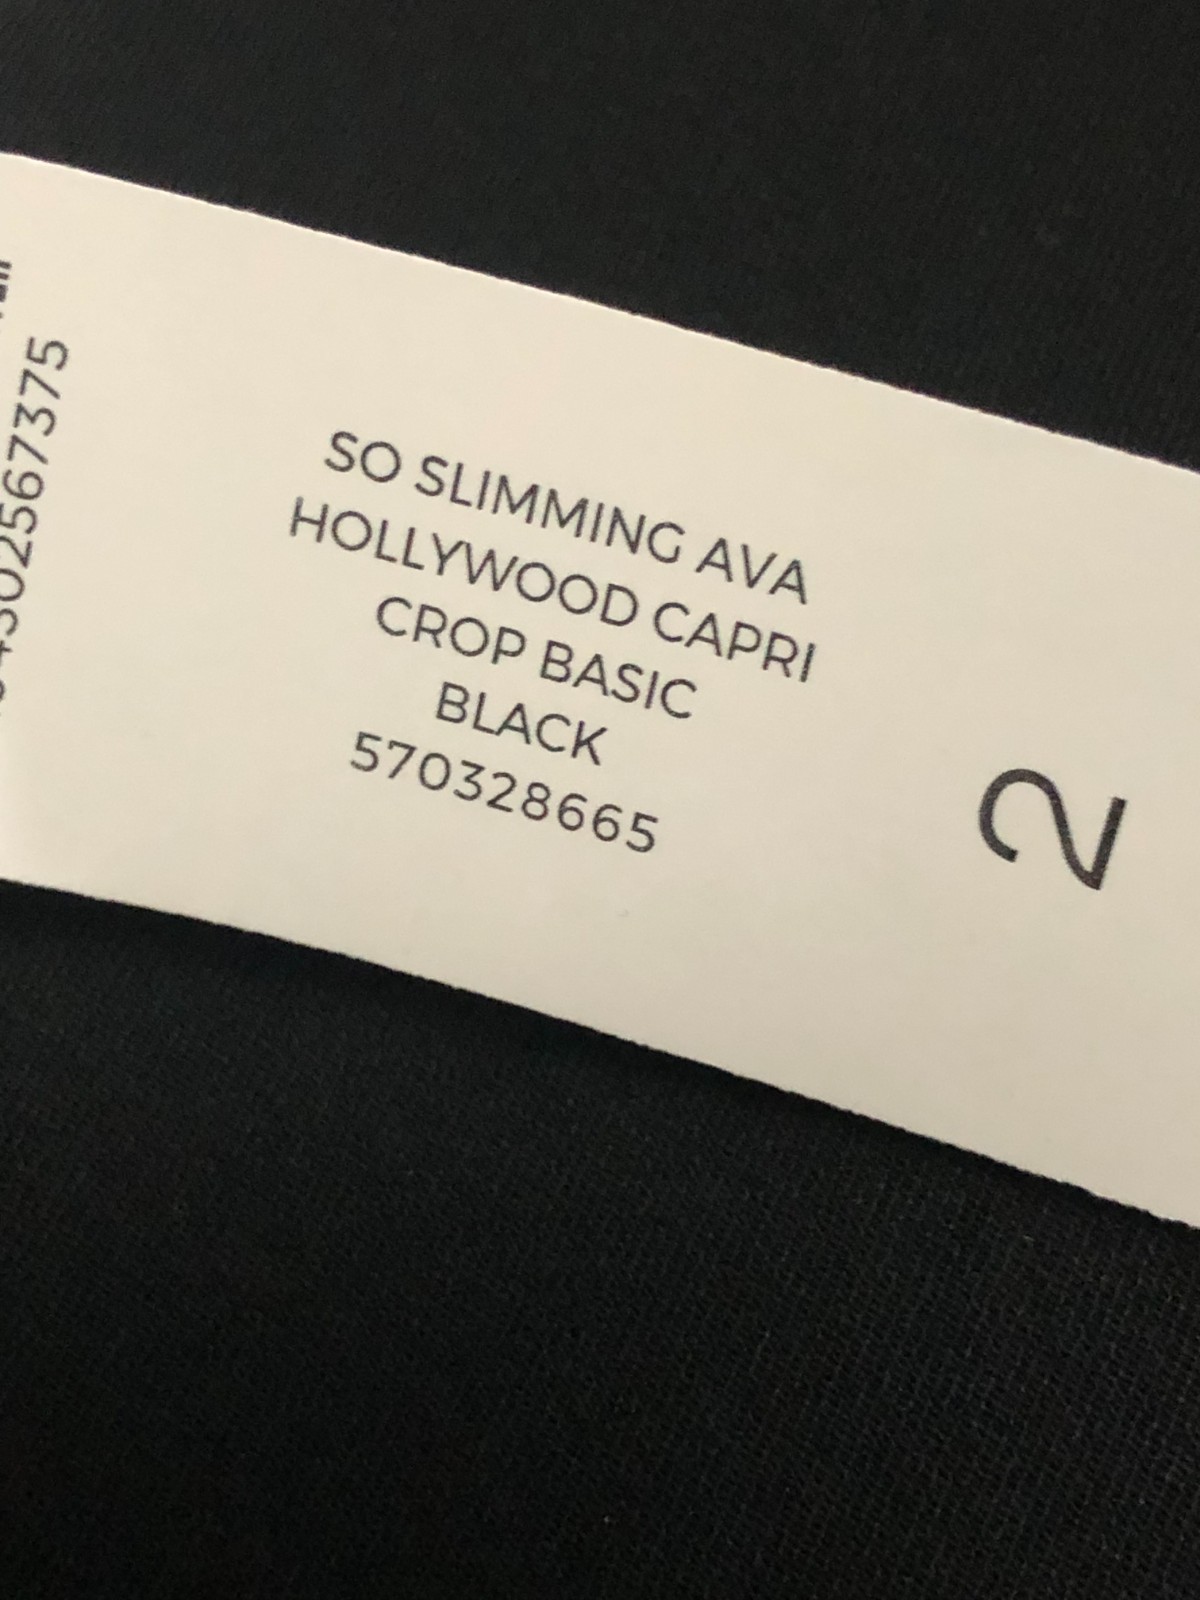 SO SLIMMING AVA
HOLLYWOOD CAPRI
CROP BASIC
BLACK
570328665
2